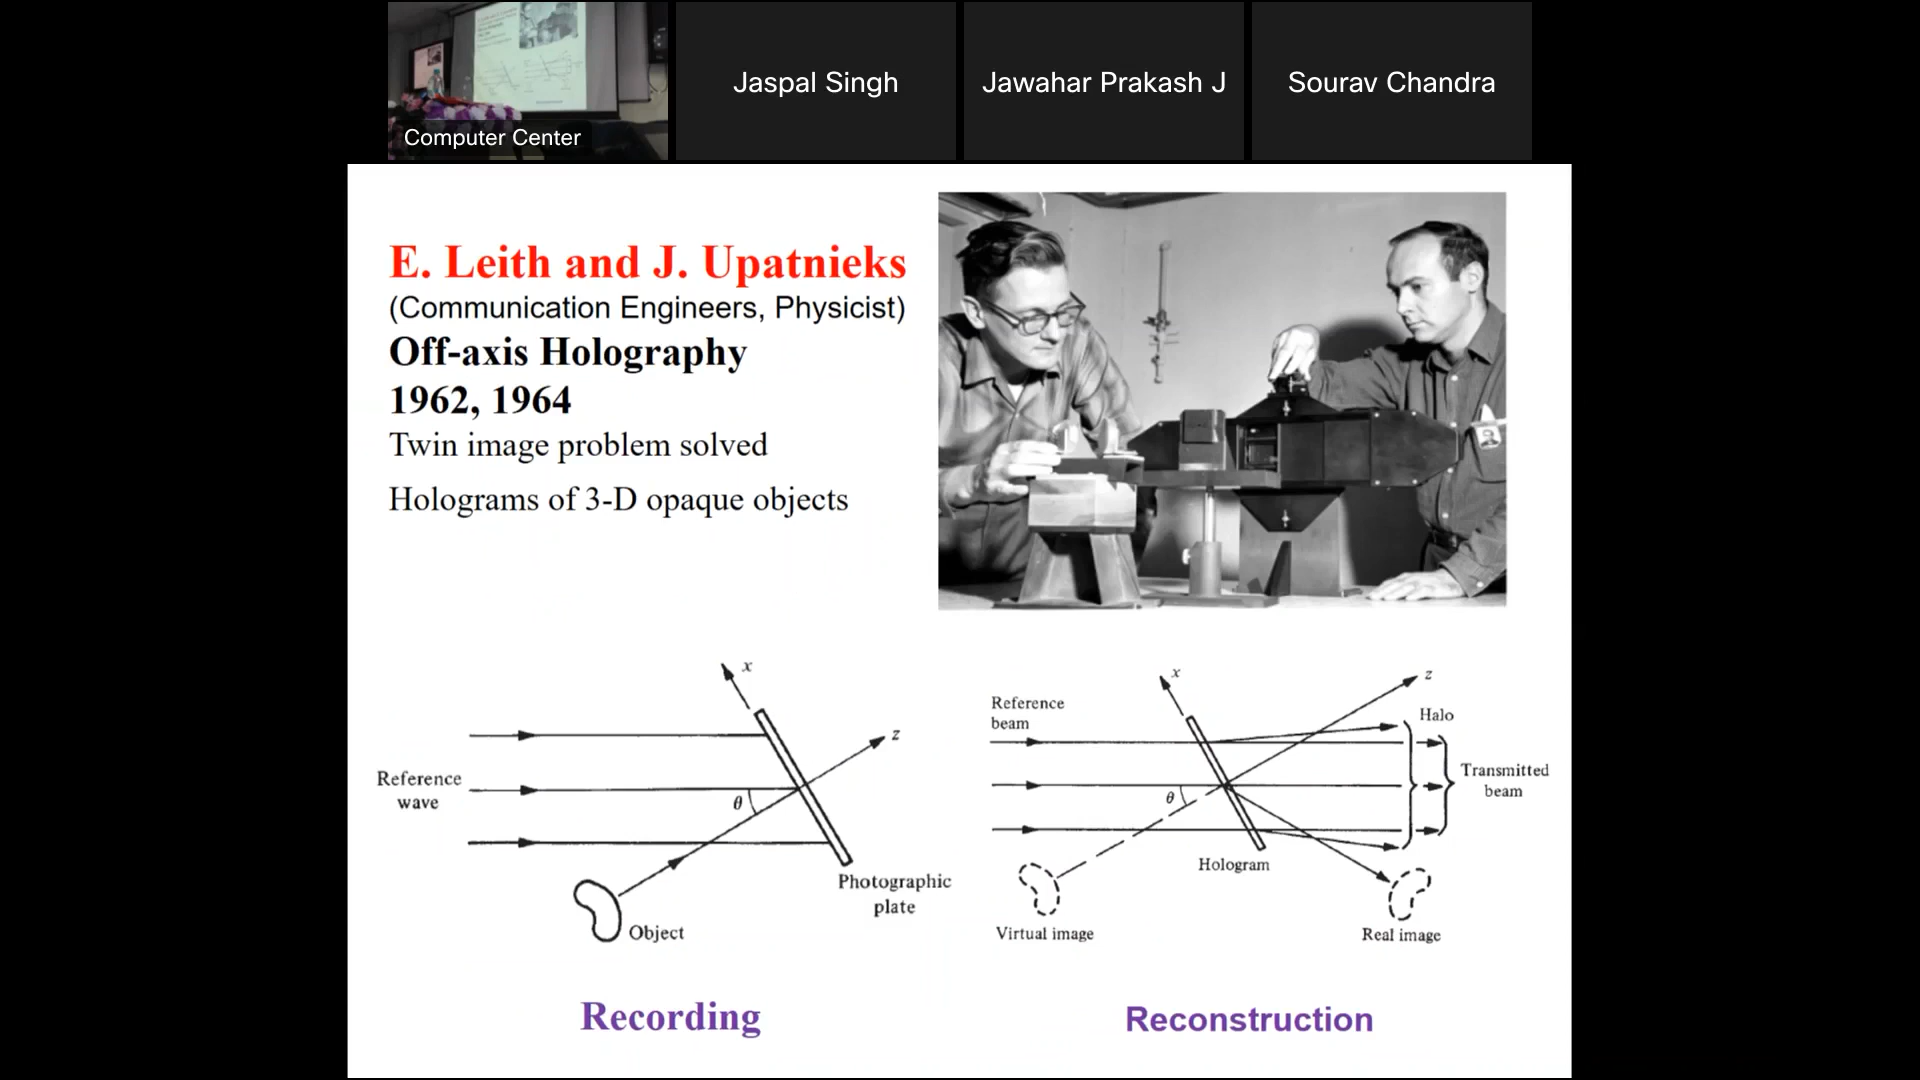 Computer Center
Jaspal Singh
Jawahar Prakash J
Sourav Chandra
E. Leith and J. Upatnieks
(Communication Engineers, Physicist)
Off-axis Holography
1962, 1964
Twin image problem solved
Holograms of 3-D opaque objects
x
z
Reference
wave
θ
Photographic
plate
Object
Recording
x
z
Reference
beam
Halo
Transmitted
beam
θ
Hologram
Virtual image
Real image
Reconstruction